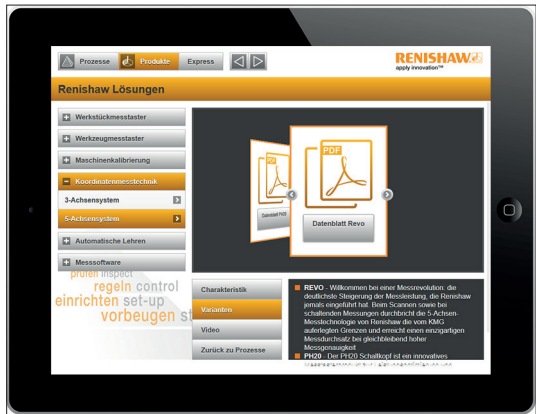 Prozesse Produkte Express
RENISHAW
apply innovation™
Renishaw Lösungen
Werkstückmesstaster
Werkzeugmesstaster
Maschinenkalibrierung
Koordinatenmesstechnik
3-Achsensystem
5-Achsensystem
Automatische Lehren
Messsoftware
prüfen inspect
regeln control
einrichten set-up
vorbeugen st
PDF
Datenblatt PH20
PDF
Datenblatt Revo
Charakteristik
Varianten
Video
Zurück zu Prozesse
REVO - Willkommen bei einer Messrevolution: die
deutlichste Steigerung der Messleistung, die Renishaw
jemals eingeführt hat. Beim Scannen sowie bei
schaltenden Messungen durchbricht die 5-Achsen-
Messtechnologie von Renishaw die vom KMG
auferlegten Grenzen und erreicht einen einzigartigen
Messdurchsatz bei gleichbleibend hoher
Messgenauigkeit
PH20 - Der PH20 Schaltkopf ist ein innovatives